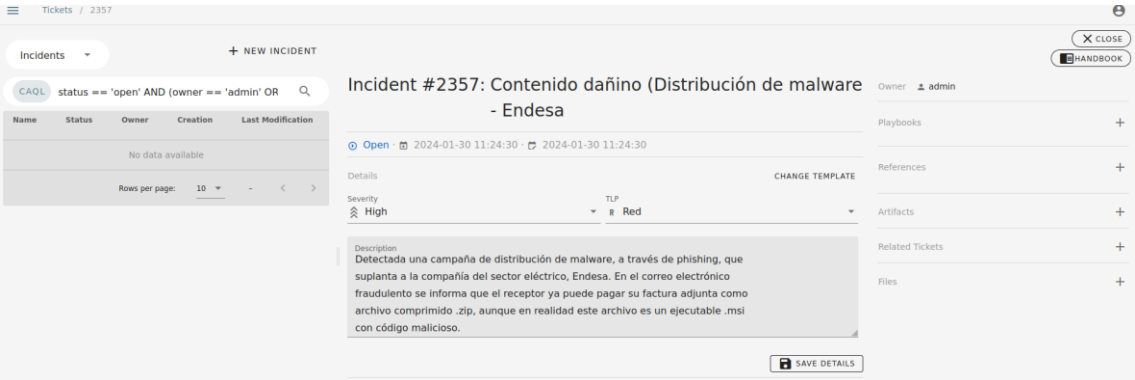 Tickets / 2357
Incidents
+ NEW INCIDENT
CAQL status == 'open' AND (owner == 'admin' OR
Name Status Owner Creation Last Modification
No data available
Rows per page: 10 -
Incident #2357: Contenido dañino (Distribución de malware
- Endesa
Open · 2024-01-30 11:24:30 · 2024-01-30 11:24:30
Details
CHANGE TEMPLATE
Severity
High
TLP
R Red
Description
Detectada una campaña de distribución de malware, a través de phishing, que
suplanta a la compañía del sector eléctrico, Endesa. En el correo electrónico
fraudulento se informa que el receptor ya puede pagar su factura adjunta como
archivo comprimido .zip, aunque en realidad este archivo es un ejecutable .msi
con código malicioso.
SAVE DETAILS
CLOSE
HANDBOOK
Owner admin
Playbooks +
References +
Artifacts +
Related Tickets +
Files +